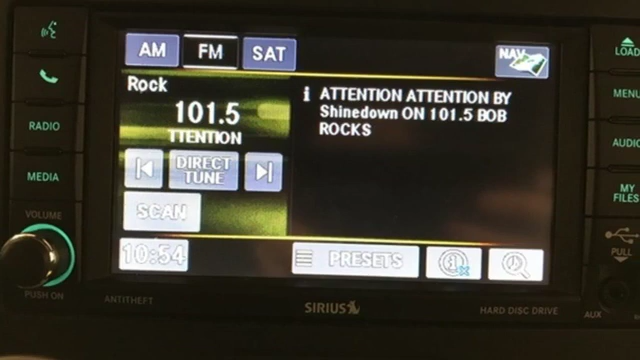 AM FM SAT NAV
Rock
101.5
TTENTION
DIRECT
TUNE
SCAN
10:54
i ATTENTION ATTENTION BY
Shinedown ON 101.5 BOB
ROCKS
PRESETS
RADIO
MEDIA
VOLUME
PUSH ON
ANTITHEFT
SIRIUS
HARD DISC DRIVE
LOAD
MENU
AUDIO
MY
FILES
PULL
AUX